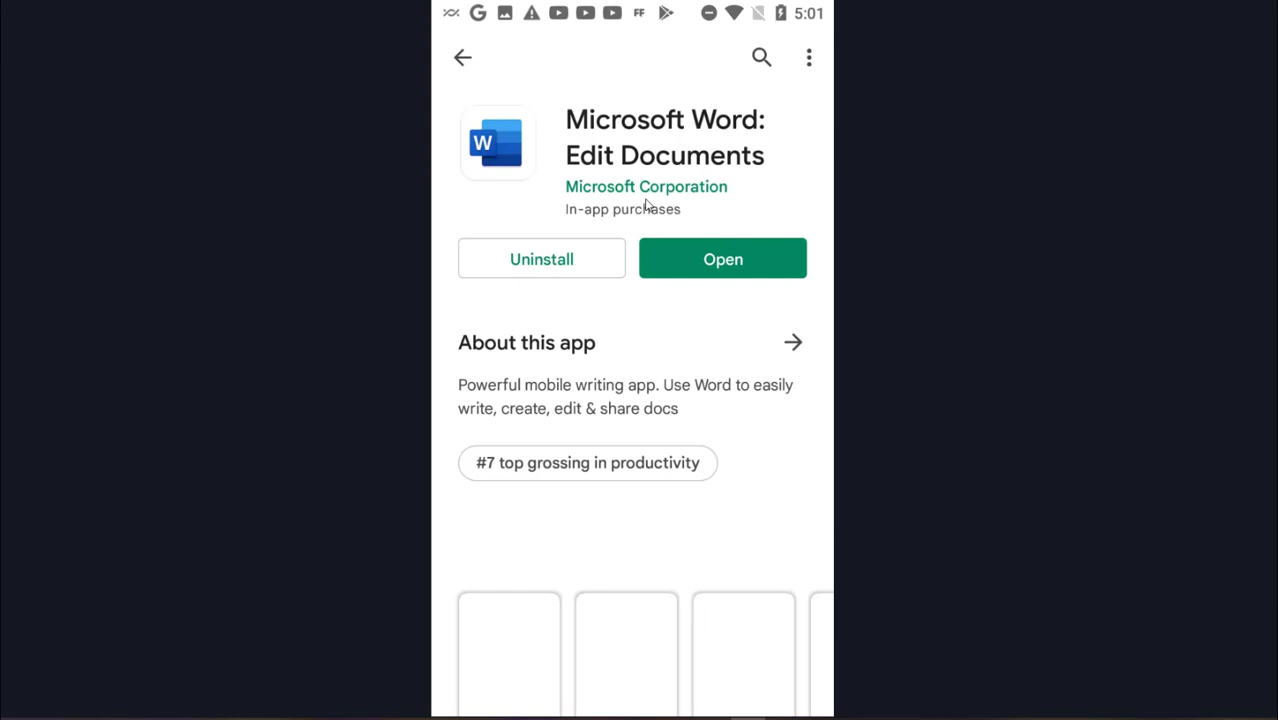 FF 5:01
W
Microsoft Word:
Edit Documents
Microsoft Corporation
In-app purchases
Uninstall
Open
About this app
Powerful mobile writing app. Use Word to easily
write, create, edit & share docs
#7 top grossing in productivity